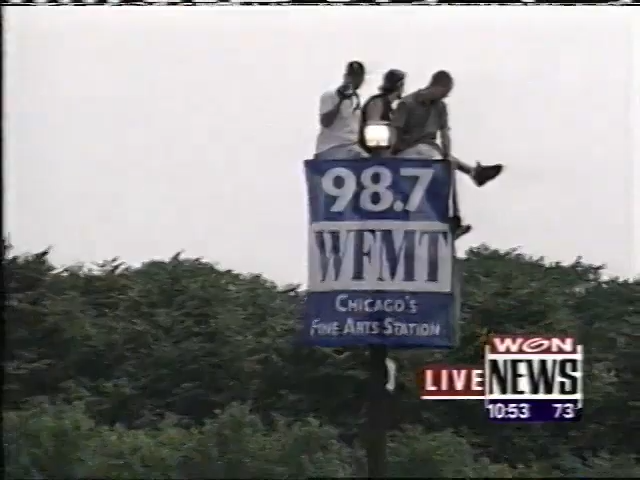 98.7
WFMT
CHICAGO'S
FINE ARTS STATION
WGN
LIVE NEWS
10:53 73